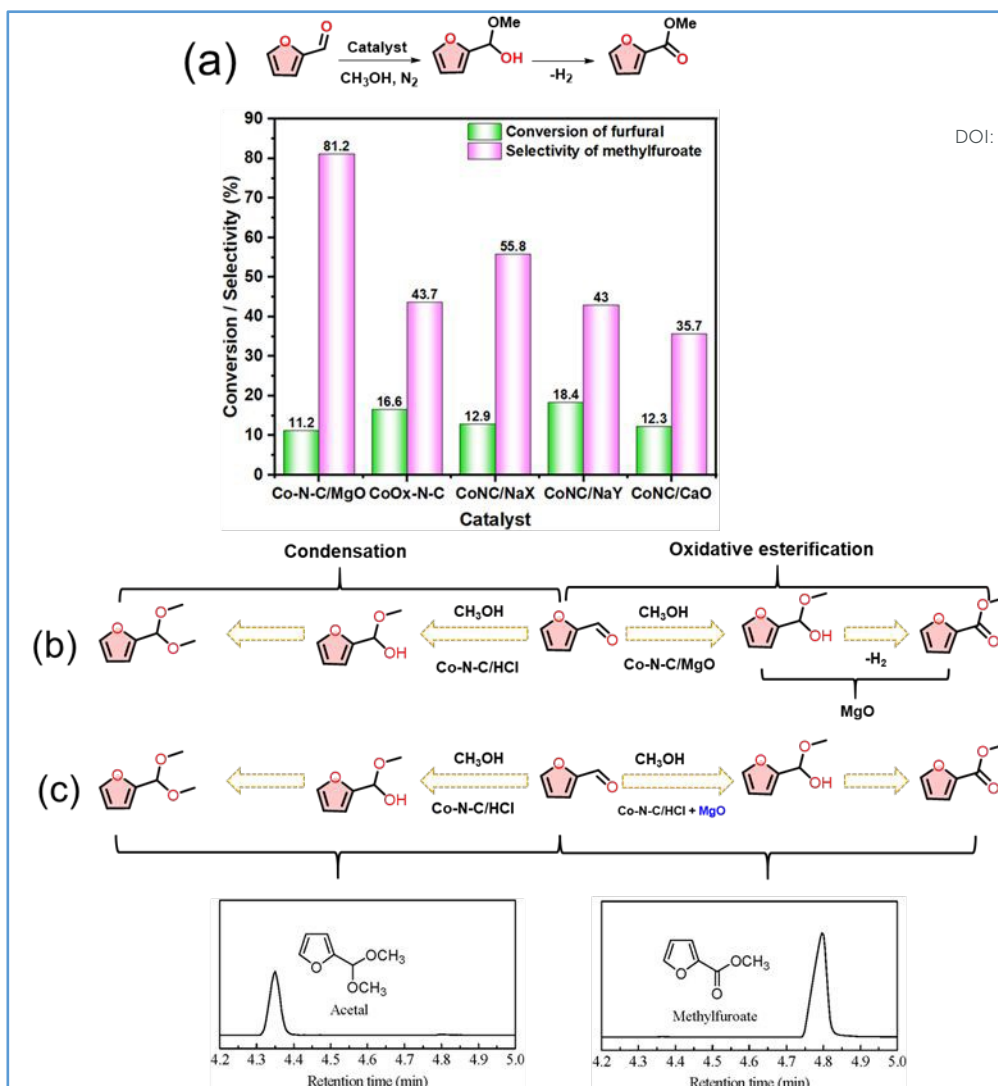 (a)
O
O
Catalyst
CH₃OH, N₂
OMe
O
OH
-H₂
OMe
O
O
DOI:
Conversion of furfural
Selectivity of methylfuroate
Conversion / Selectivity (%)
90
80
70
60
50
40
30
20
10
0
11.2
81.2
16.6
43.7
12.9
55.8
18.4
43
12.3
35.7
Co-N-C/MgO CoOx-N-C CoNC/NaX CoNC/NaY CoNC/CaO
Catalyst
Condensation
Oxidative esterification
(b)
O
O
O
O
O
OH
CH₃OH
Co-N-C/HCl
O
O
CH₃OH
Co-N-C/MgO
O
O
OH
-H₂
O
O
O
MgO
(c)
O
O
O
O
O
OH
CH₃OH
Co-N-C/HCl
O
O
CH₃OH
Co-N-C/HCl + MgO
O
O
OH
O
O
O
O
OCH₃
OCH₃
Acetal
4.2 4.3 4.4 4.5 4.6 4.7 4.8 4.9 5.0
Retention time (min)
O
OCH₃
O
Methylfuroate
4.2 4.3 4.4 4.5 4.6 4.7 4.8 4.9 5.0
Retention time (min)